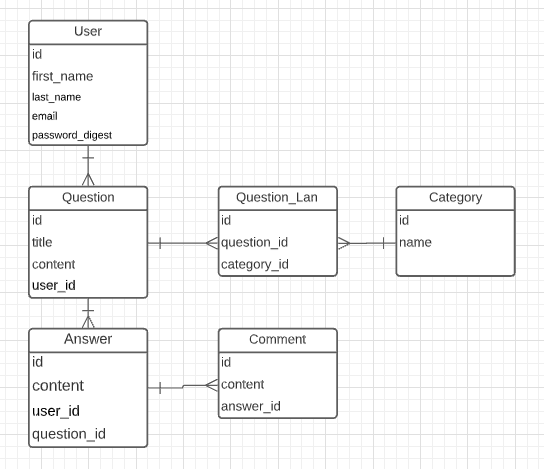 User
id
first_name
last_name
email
password_digest
Question
id
title
content
user_id
Question_Lan
id
question_id
category_id
Category
id
name
Answer
id
content
user_id
question_id
Comment
id
content
answer_id